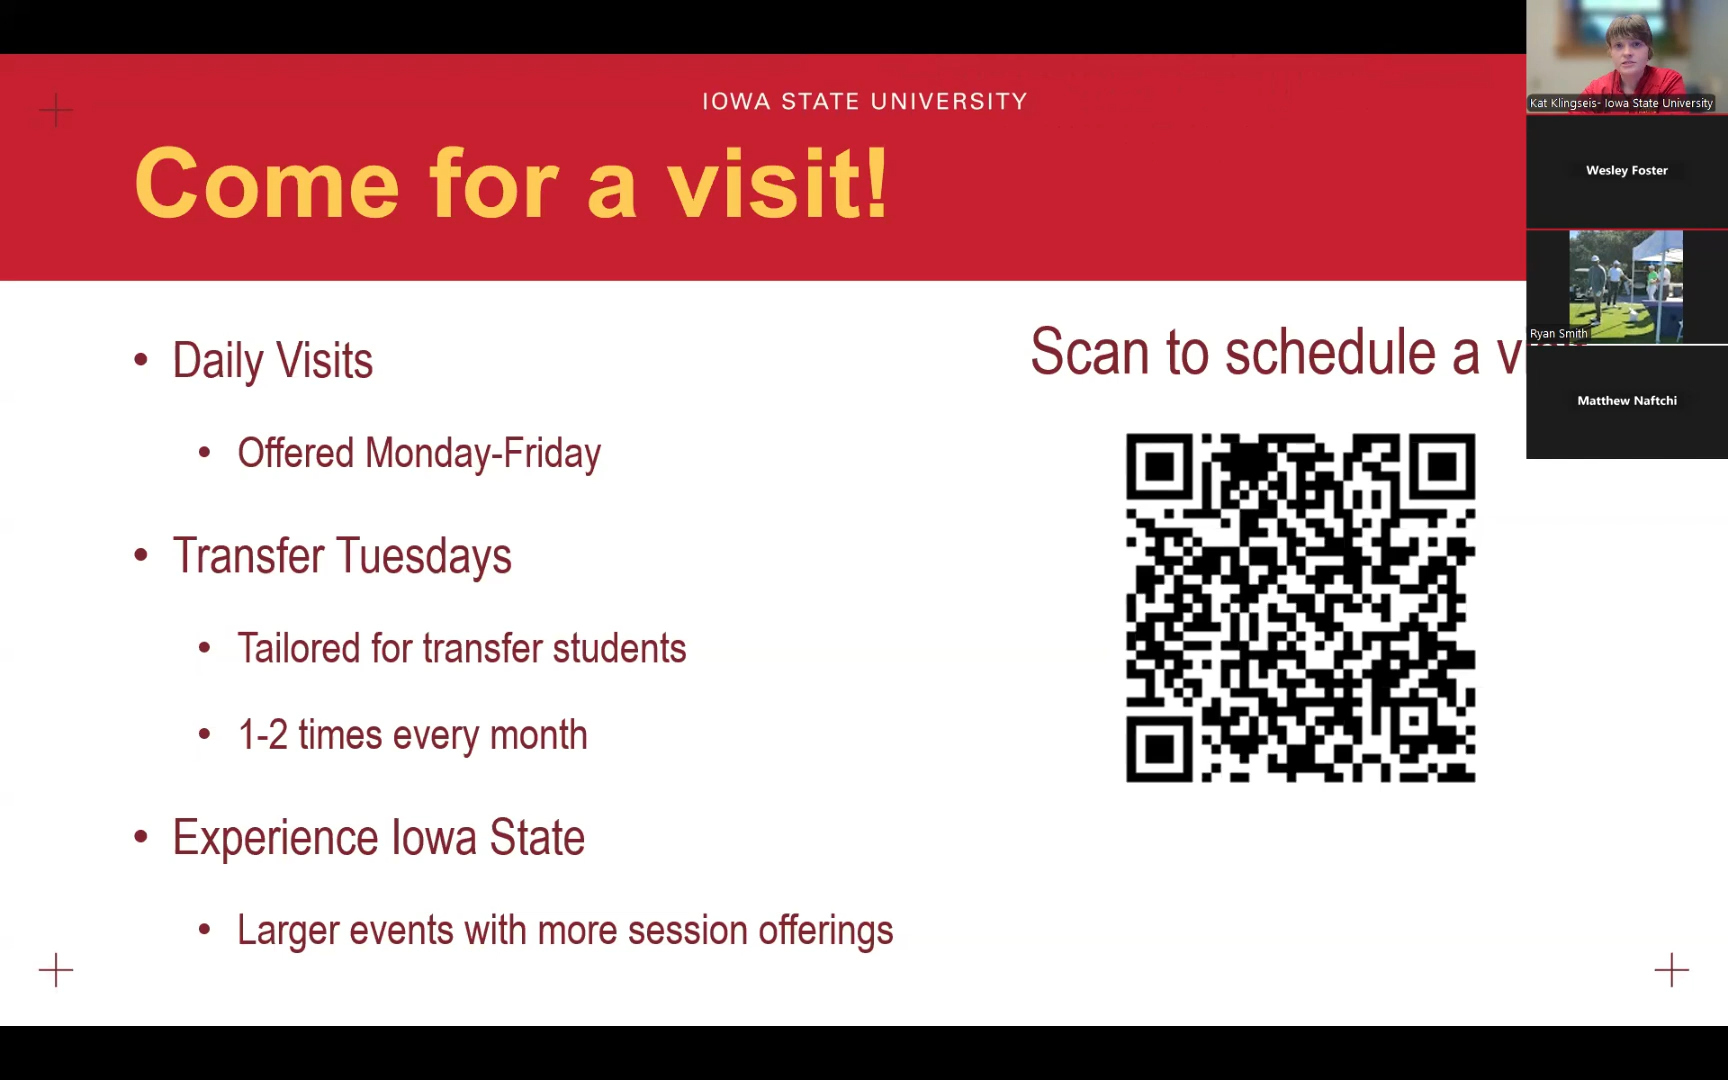 IOWA STATE UNIVERSITY
Come for a visit!
• Daily Visits
• Offered Monday-Friday
• Transfer Tuesdays
• Tailored for transfer students
• 1-2 times every month
• Experience Iowa State
• Larger events with more session offerings
Scan to schedule a
Kat Klingseis- Iowa State University
Wesley Foster
Ryan Smith
Matthew Naftchi